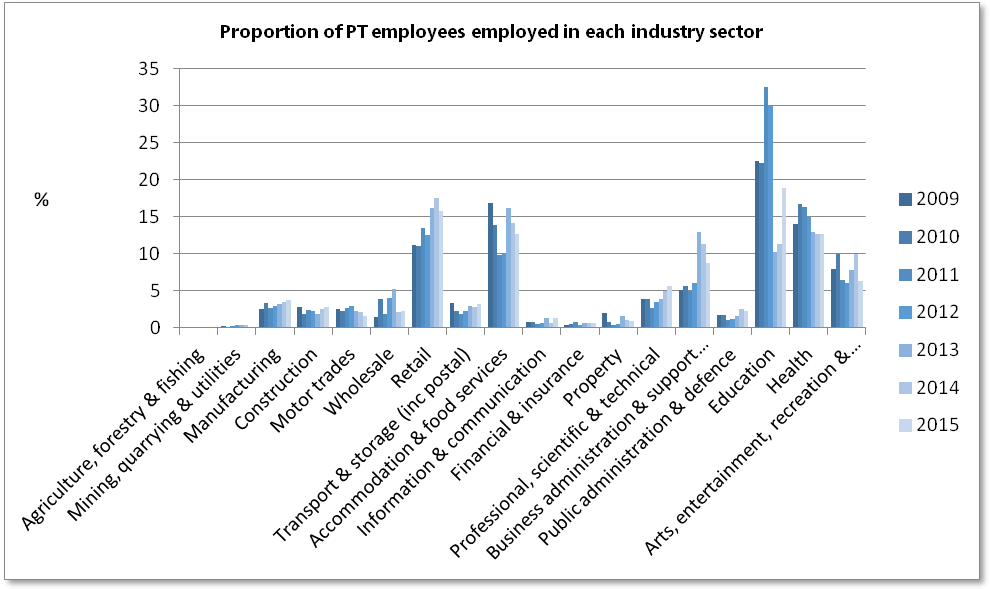 Proportion of PT employees employed in each industry sector
35
30
25
20
15
10
5
0
%
Agriculture, forestry & fishing
Mining, quarrying & utilities
Manufacturing
Construction
Motor trades
Wholesale
Retail
Transport & storage (inc postal)
Accommodation & food services
Information & communication
Financial & insurance
Property
Professional, scientific & technical
Business administration & support...
Public administration & defence
Education
Health
Arts, entertainment, recreation &...
2009
2010
2011
2012
2013
2014
2015